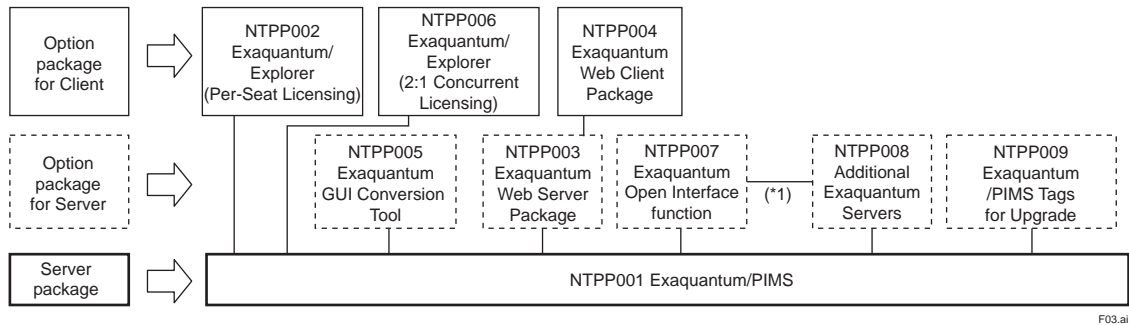 Option
package
for Client
NTPP002
Exaquantum/
Explorer
(Per-Seat Licensing)
NTPP006
Exaquantum/
Explorer
(2:1 Concurrent
Licensing)
NTPP004
Exaquantum
Web Client
Package
Option
package
for Server
NTPP005
Exaquantum
GUI Conversion
Tool
NTPP003
Exaquantum
Web Server
Package
NTPP007
Exaquantum
Open Interface
function
(*1)
NTPP008
Additional
Exaquantum
Servers
NTPP009
Exaquantum
/PIMS Tags
for Upgrade
Server
package
NTPP001 Exaquantum/PIMS
F03.ai